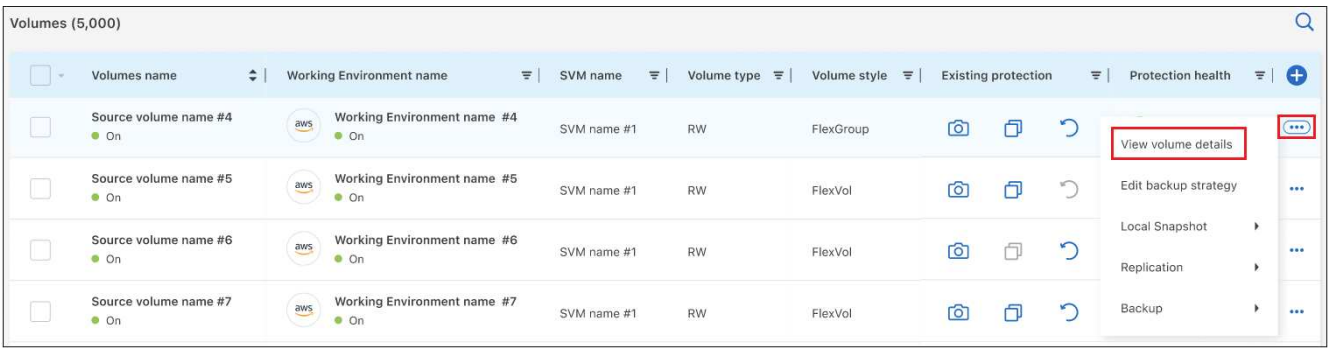 Volumes (5,000)
Volumes name Working Environment name SVM name Volume type Volume style Existing protection Protection health
Source volume name #4 aws Working Environment name #4 SVM name #1 RW FlexGroup
On On
View volume details
Source volume name #5 aws Working Environment name #5 SVM name #1 RW FlexVol
On On
Edit backup strategy
Local Snapshot
Source volume name #6 aws Working Environment name #6 SVM name #1 RW FlexVol
On On
Replication
Source volume name #7 aws Working Environment name #7 SVM name #1 RW FlexVol
On On
Backup